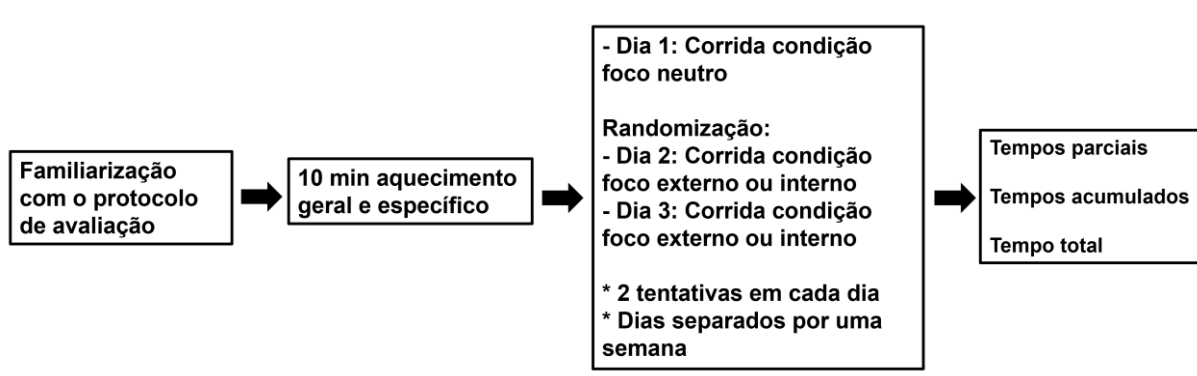 Familiarização
com o protocolo
de avaliação
10 min aquecimento
geral e específico
- Dia 1: Corrida condição
foco neutro
Randomização:
- Dia 2: Corrida condição
foco externo ou interno
- Dia 3: Corrida condição
foco externo ou interno
* 2 tentativas em cada dia
* Dias separados por uma
semana
Tempos parciais
Tempos acumulados
Tempo total